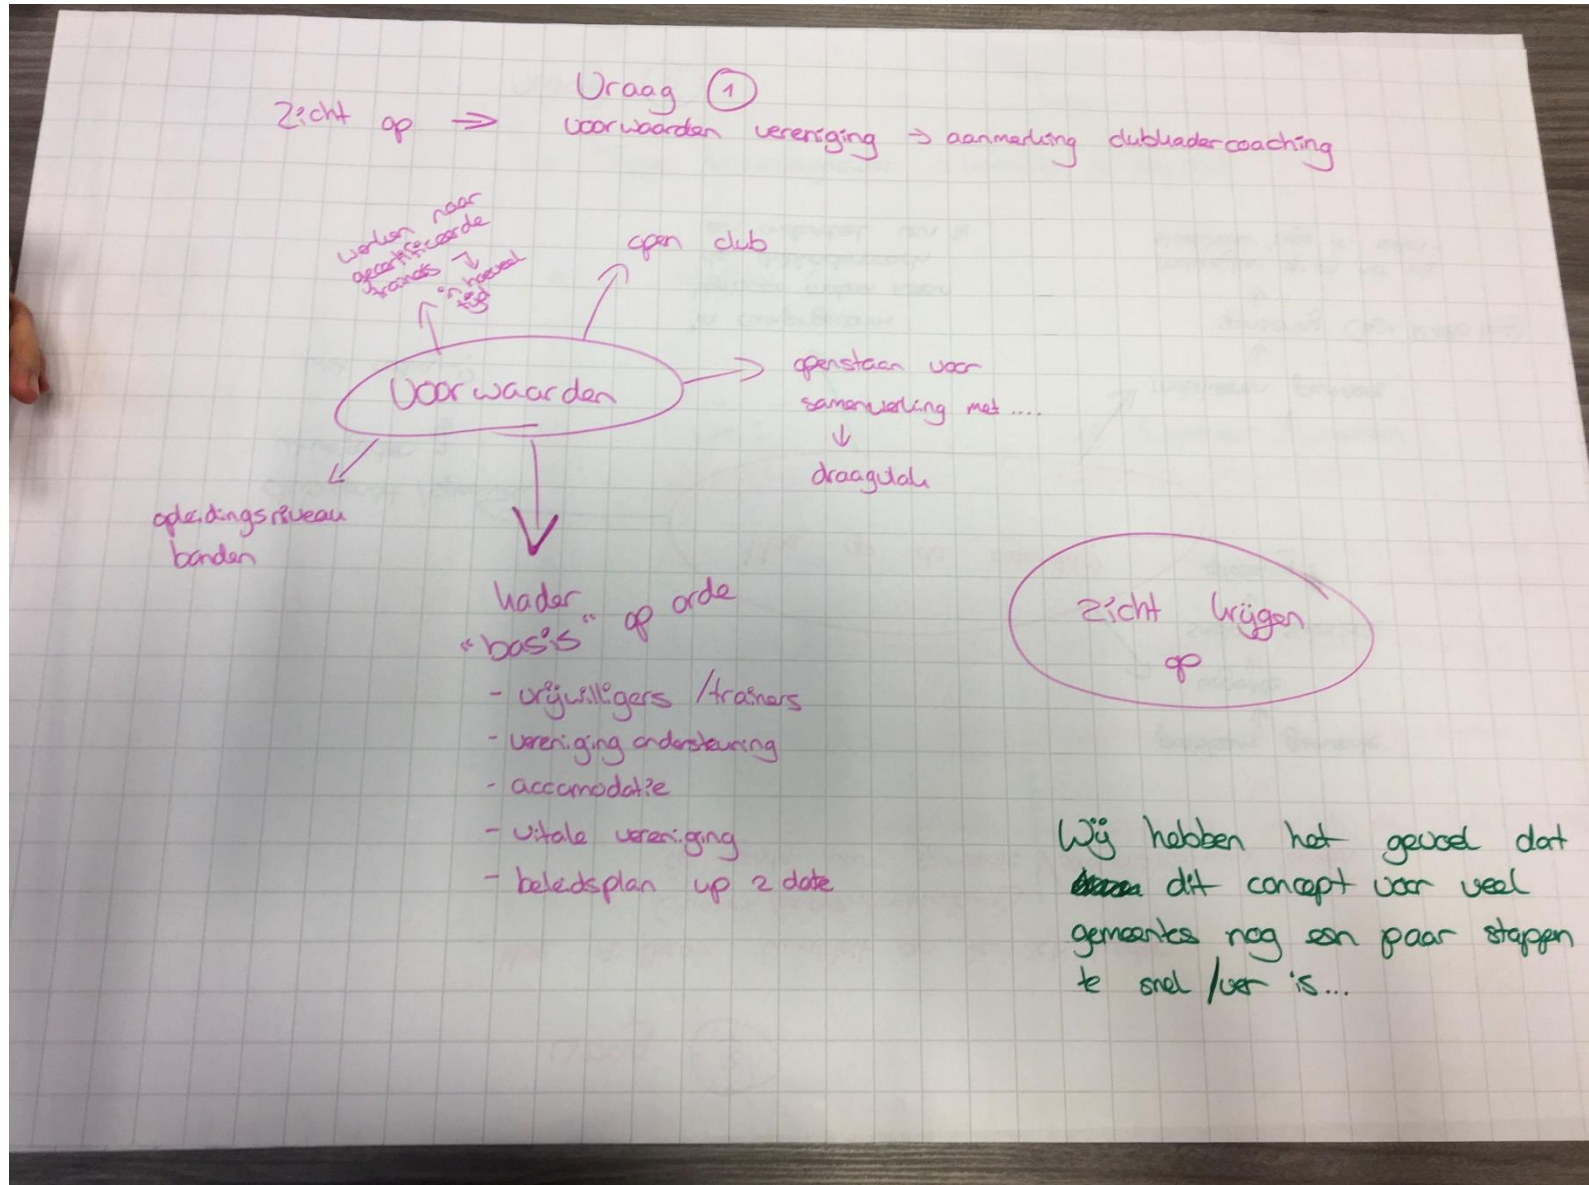 Vraag 1
Zicht op ⇒ voorwaarden vereniging → aanmerking clubkadercoaching
werken naar
gecertificeerde
trainers →
in hoeveel
tijd
open club
Voorwaarden
openstaan voor
samenwerking met ....
↓
draagvlak
opleidingsniveau
bonden
kader
"basis" op orde
- vrijwilligers /trainers
- vereniging ondersteuning
- accomodatie
- vitale vereniging
- beleidsplan up 2 date
zicht krijgen
op
Wij hebben het gevoel dat
dit concept voor veel
gemeentes nog een paar stappen
te snel /ver is...